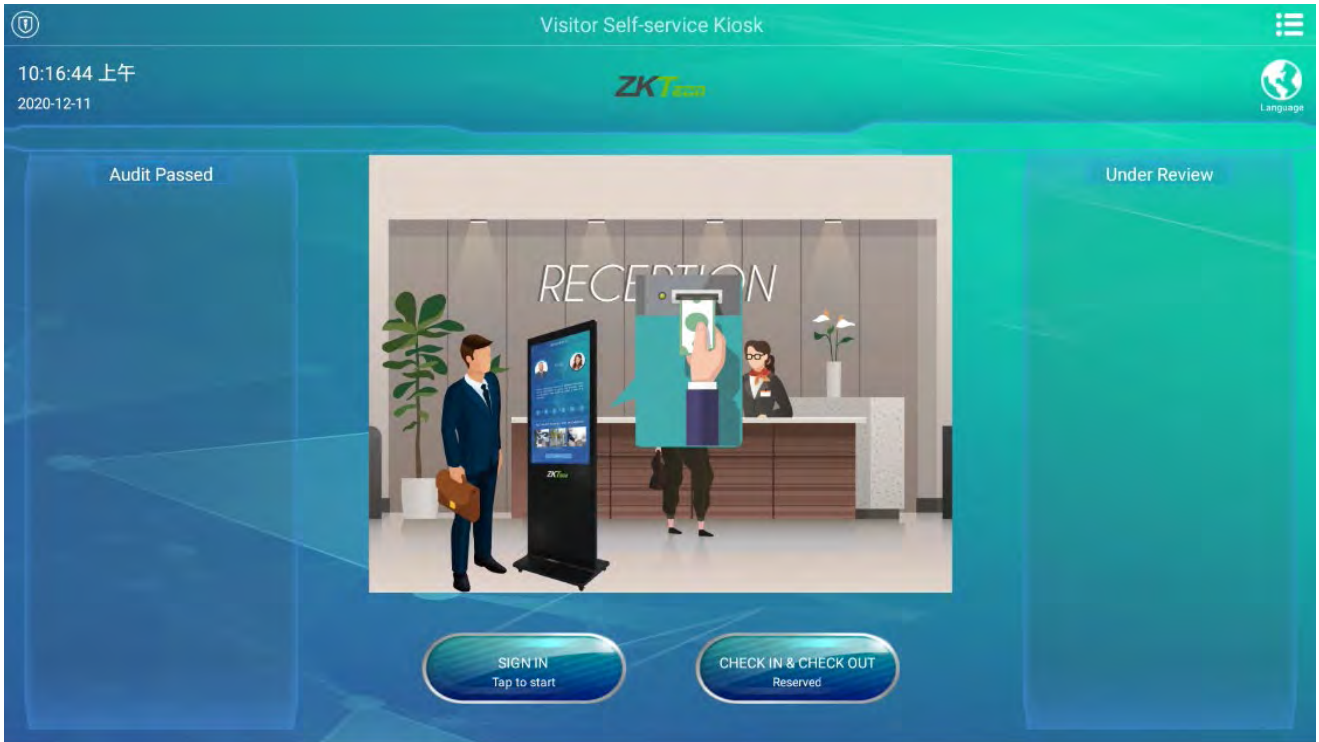 Visitor Self-service Kiosk
10:16:44 上午
2020-12-11
ZKTeco
Language
Audit Passed
Under Review
RECEPTION
ZKTeco
SIGN IN
Tap to start
CHECK IN & CHECK OUT
Reserved